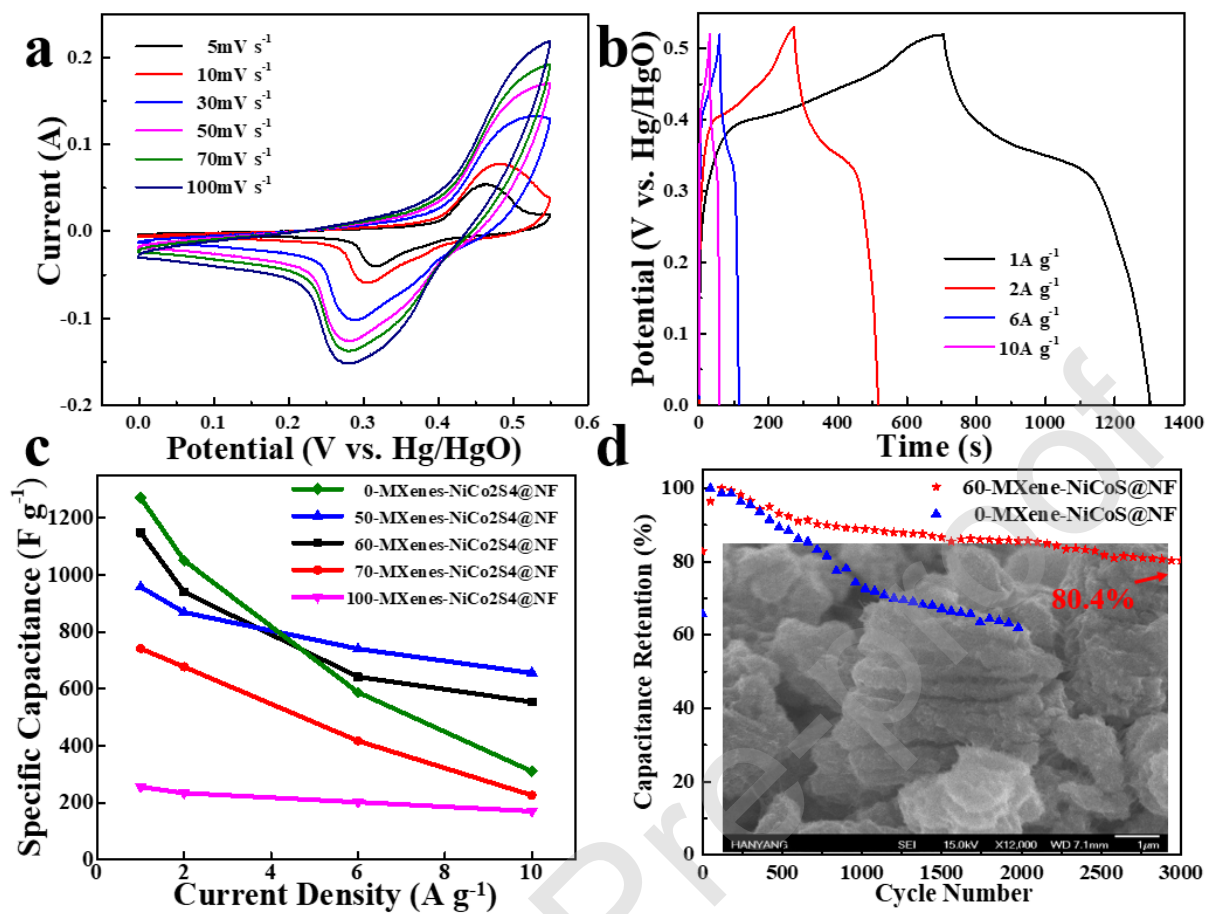 a
5mV s⁻¹
10mV s⁻¹
30mV s⁻¹
50mV s⁻¹
70mV s⁻¹
100mV s⁻¹
Current (A)
0.2
0.1
0.0
-0.1
-0.2
0.0 0.1 0.2 0.3 0.4 0.5 0.6
Potential (V vs. Hg/HgO)
b
Potential (V vs. Hg/HgO)
0.5
0.4
0.3
0.2
0.1
0.0
1A g⁻¹
2A g⁻¹
6A g⁻¹
10A g⁻¹
0 200 400 600 800 1000 1200 1400
Time (s)
c
Specific Capacitance (F g⁻¹)
1200
1000
800
600
400
200
0
0-MXenes-NiCo2S4@NF
50-MXenes-NiCo2S4@NF
60-MXenes-NiCo2S4@NF
70-MXenes-NiCo2S4@NF
100-MXenes-NiCo2S4@NF
0 2 4 6 8 10
Current Density (A g⁻¹)
d
Capacitance Retention (%)
100
80
60
40
20
0
60-MXene-NiCoS@NF
0-MXene-NiCoS@NF
80.4%
HANYANG SEI 15.0kV X12,000 WD 7.1mm 1μm
0 500 1000 1500 2000 2500 3000
Cycle Number
Pre-proof